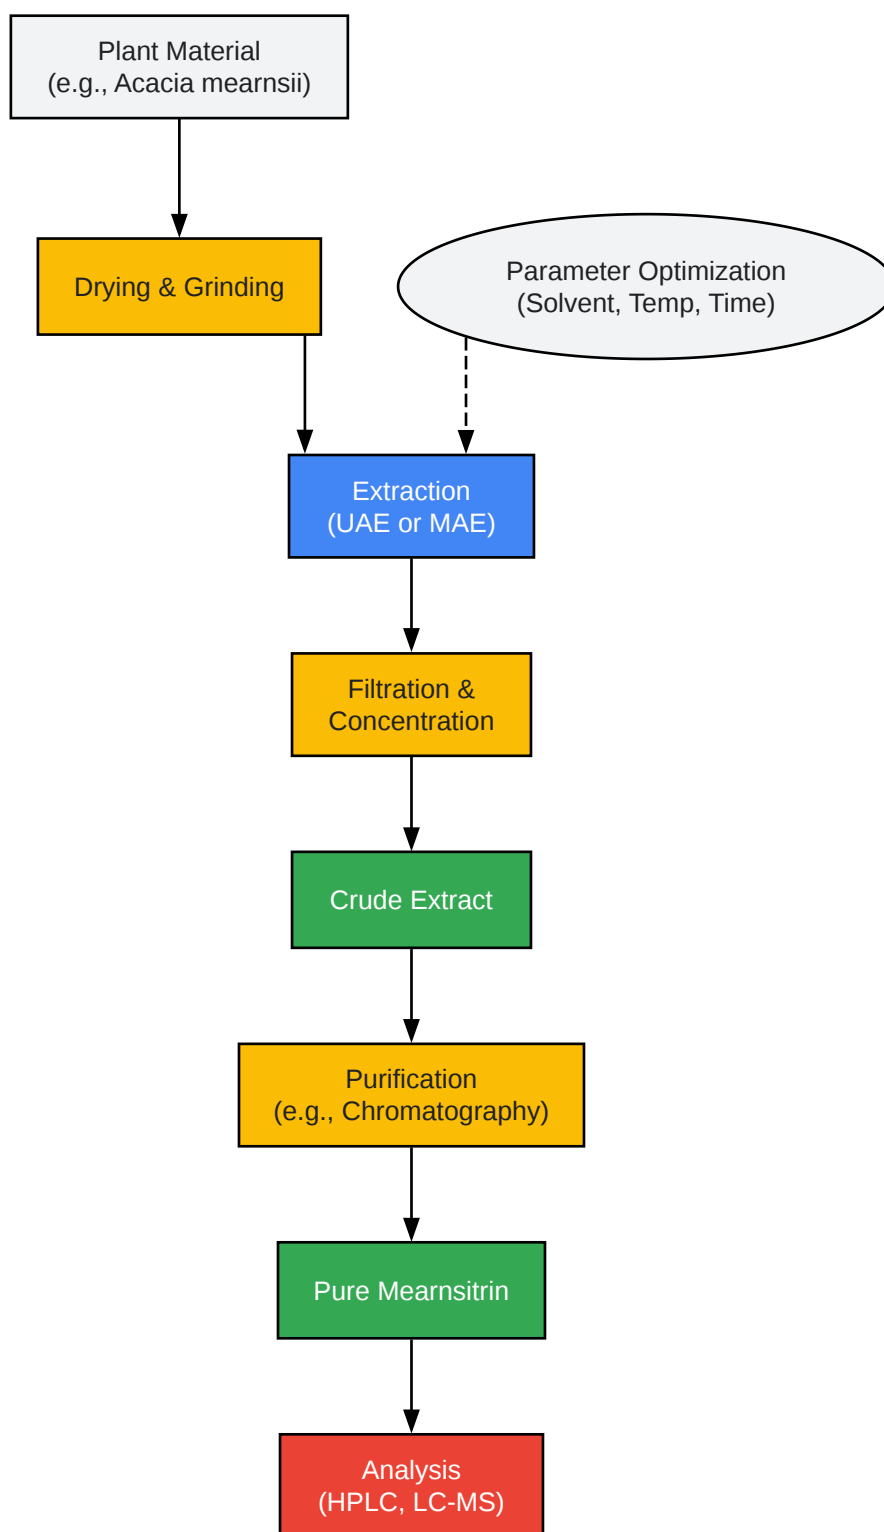 Plant Material
(e.g., Acacia mearnsii)
Drying & Grinding
Parameter Optimization
(Solvent, Temp, Time)
Extraction
(UAE or MAE)
Filtration &
Concentration
Crude Extract
Purification
(e.g., Chromatography)
Pure Mearnsitrin
Analysis
(HPLC, LC-MS)